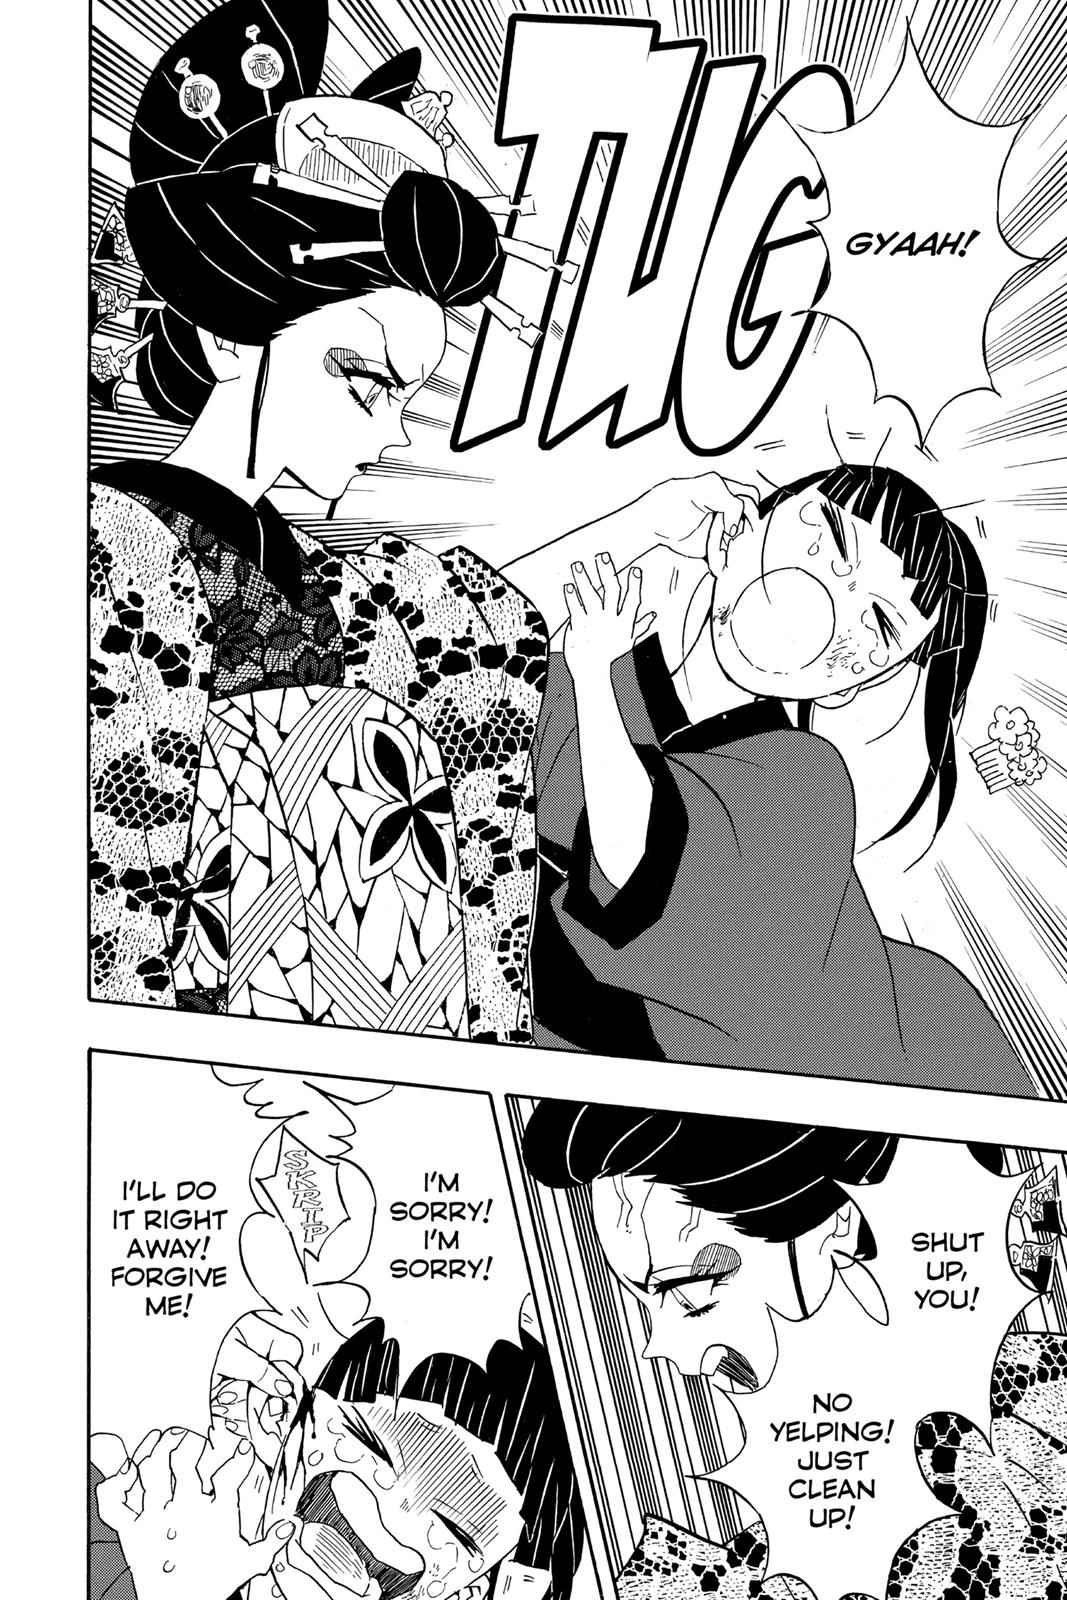 GYAAH!
TUG
SHUT
UP,
YOU!
NO
YELPING!
JUST
CLEAN
UP!
I'M
SORRY!
I'M
SORRY!
SKRIP
I'LL DO
IT RIGHT
AWAY!
FORGIVE
ME!